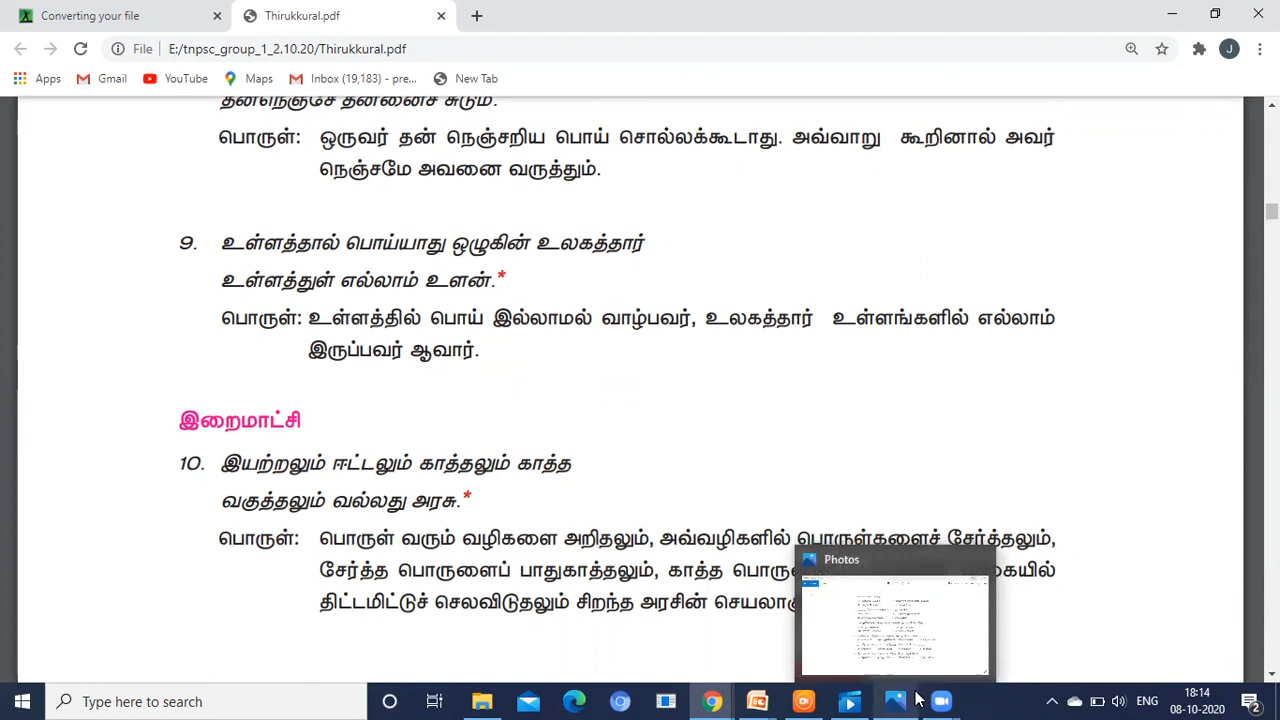 Converting your file
Thirukkural.pdf
File
E:/tnpsc_group_1_2.10.20/Thirukkural.pdf
J
Apps
Gmail
YouTube
Maps
Inbox (19,183) - pre...
New Tab
தன்நெஞ்சே தன்னைச் சுடும்.
பொருள்: ஒருவர் தன் நெஞ்சறிய பொய் சொல்லக்கூடாது. அவ்வாறு கூறினால் அவர்
நெஞ்சமே அவனை வருத்தும்.
9. உள்ளத்தால் பொய்யாது ஒழுகின் உலகத்தார்
உள்ளத்துள் எல்லாம் உளன்.*
பொருள்: உள்ளத்தில் பொய் இல்லாமல் வாழ்பவர், உலகத்தார் உள்ளங்களில் எல்லாம்
இருப்பவர் ஆவார்.
இறைமாட்சி
10. இயற்றலும் ஈட்டலும் காத்தலும் காத்த
வகுத்தலும் வல்லது அரசு.*
பொருள்: பொருள் வரும் வழிகளை அறிதலும், அவ்வழிகளில் பொருள்களைச் சேர்த்தலும்,
சேர்த்த பொருளைப் பாதுகாத்தலும், காத்த
திட்டமிட்டுச் செலவிடுதலும் சிறந்த அரசின்
Photos
Type here to search
ENG
18:14
08-10-2020
2